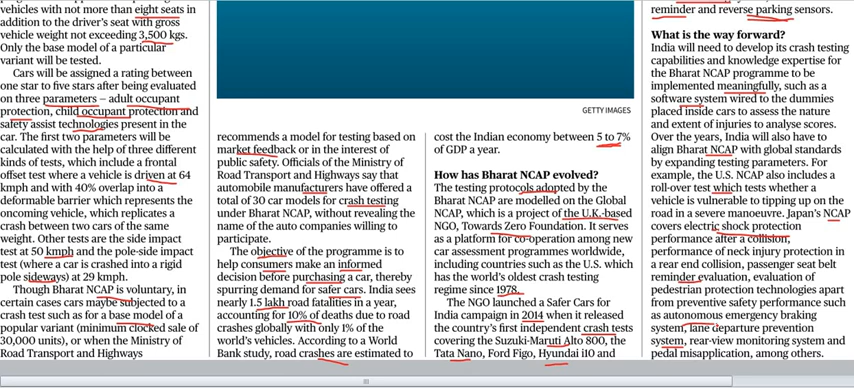 vehicles with not more than eight seats in
addition to the driver's seat with gross
vehicle weight not exceeding 3,500 kgs.
Only the base model of a particular
variant will be tested.
Cars will be assigned a rating between
one star to five stars after being evaluated
on three parameters — adult occupant
protection, child occupant protection and
safety assist technologies present in the
car. The first two parameters will be
calculated with the help of three different
kinds of tests, which include a frontal
offset test where a vehicle is driven at 64
kmph and with 40% overlap into a
deformable barrier which represents the
oncoming vehicle, which replicates a
crash between two cars of the same
weight. Other tests are the side impact
test at 50 kmph and the pole-side impact
test (where a car is crashed into a rigid
pole sideways) at 29 kmph.
Though Bharat NCAP is voluntary, in
certain cases cars maybe subjected to a
crash test such as for a base model of a
popular variant (minimum clocked sale of
30,000 units), or when the Ministry of
Road Transport and Highways
GETTY IMAGES
recommends a model for testing based on
market feedback or in the interest of
public safety. Officials of the Ministry of
Road Transport and Highways say that
automobile manufacturers have offered a
total of 30 car models for crash testing
under Bharat NCAP, without revealing the
name of the auto companies willing to
participate.
The objective of the programme is to
help consumers make an informed
decision before purchasing a car, thereby
spurring demand for safer cars. India sees
nearly 1.5 lakh road fatalities in a year,
accounting for 10% of deaths due to road
crashes globally with only 1% of the
world's vehicles. According to a World
Bank study, road crashes are estimated to
cost the Indian economy between 5 to 7%
of GDP a year.
How has Bharat NCAP evolved?
The testing protocols adopted by the
Bharat NCAP are modelled on the Global
NCAP, which is a project of the U.K.-based
NGO, Towards Zero Foundation. It serves
as a platform for co-operation among new
car assessment programmes worldwide,
including countries such as the U.S. which
has the world's oldest crash testing
regime since 1978.
The NGO launched a Safer Cars for
India campaign in 2014 when it released
the country's first independent crash tests
covering the Suzuki-Maruti Alto 800, the
Tata Nano, Ford Figo, Hyundai i10 and
reminder and reverse parking sensors.
What is the way forward?
India will need to develop its crash testing
capabilities and knowledge expertise for
the Bharat NCAP programme to be
implemented meaningfully, such as a
software system wired to the dummies
placed inside cars to assess the nature
and extent of injuries to analyse scores.
Over the years, India will also have to
align Bharat NCAP with global standards
by expanding testing parameters. For
example, the U.S. NCAP also includes a
roll-over test which tests whether a
vehicle is vulnerable to tipping up on the
road in a severe manoeuvre. Japan's NCAP
covers electric shock protection
performance after a collision,
performance of neck injury protection in
a rear end collision, passenger seat belt
reminder evaluation, evaluation of
pedestrian protection technologies apart
from preventive safety performance such
as autonomous emergency braking
system, lane departure prevention
system, rear-view monitoring system and
pedal misapplication, among others.